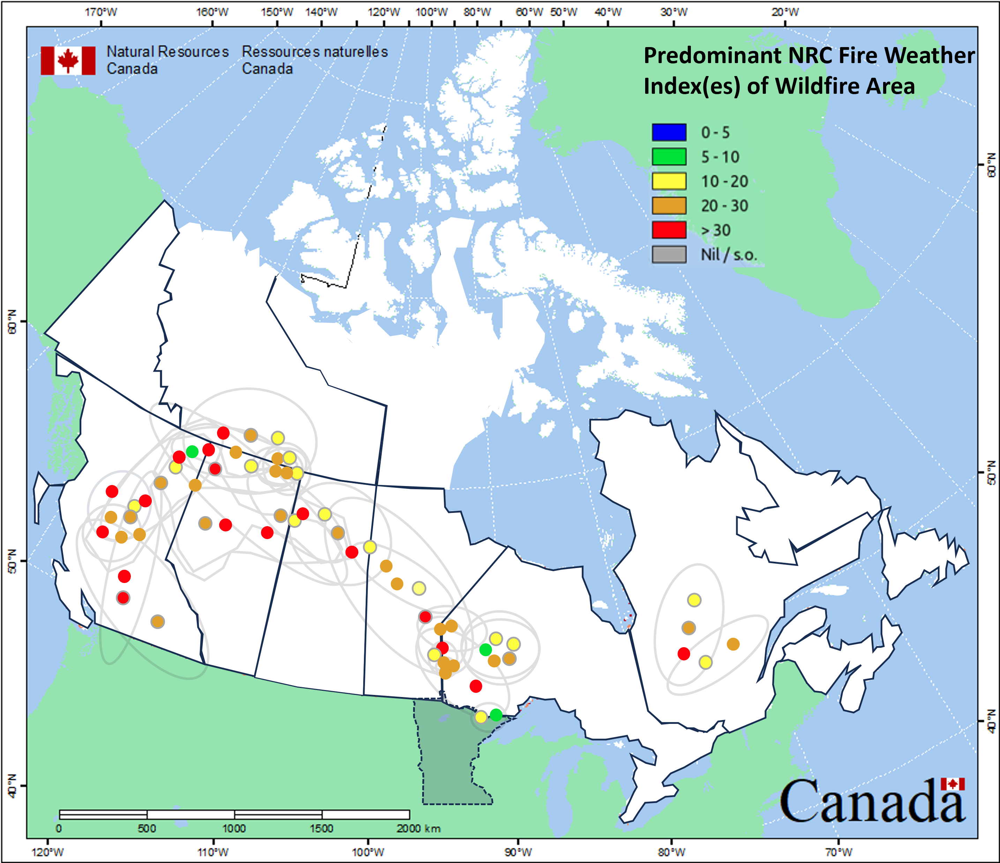 170°W 160°W 150°W 140°W 120°W 100°W 80°W 60°W 50°W 40°W 30°W 20°W
Natural Resources Ressources naturelles
Canada Canada
Predominant NRC Fire Weather
Index(es) of Wildfire Area
0 - 5
5 - 10
10 - 20
20 - 30
> 30
Nil / s.o.
60°N
60°N
50°N
50°N
40°N
40°N
Canada
0 500 1000 1500 2000 km
120°W 110°W 100°W 90°W 80°W 70°W